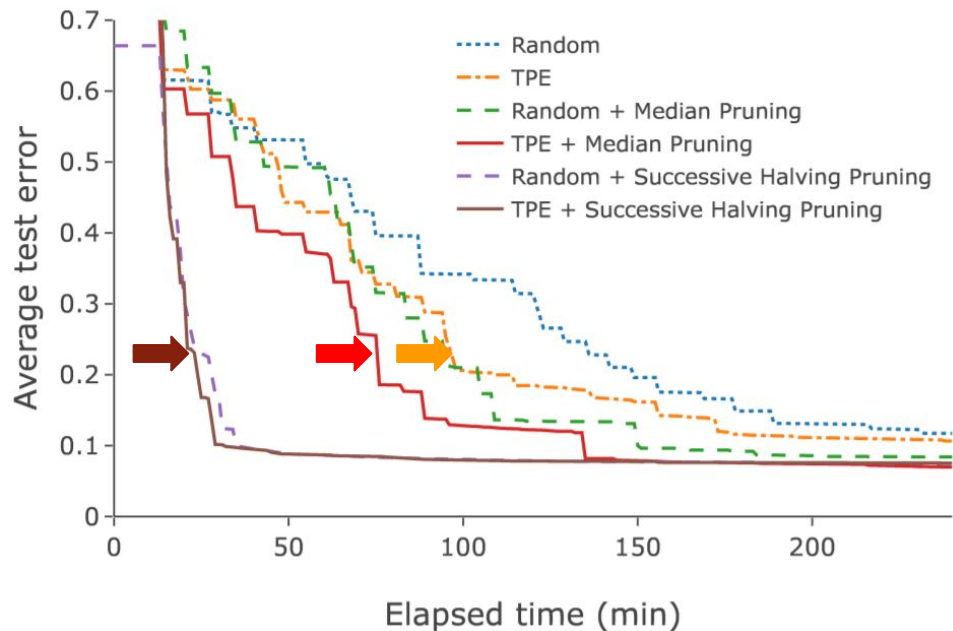 0.7
0.6
0.5
0.4
0.3
0.2
0.1
0
Average test error
Random
TPE
Random + Median Pruning
TPE + Median Pruning
Random + Successive Halving Pruning
TPE + Successive Halving Pruning
0 50 100 150 200
Elapsed time (min)